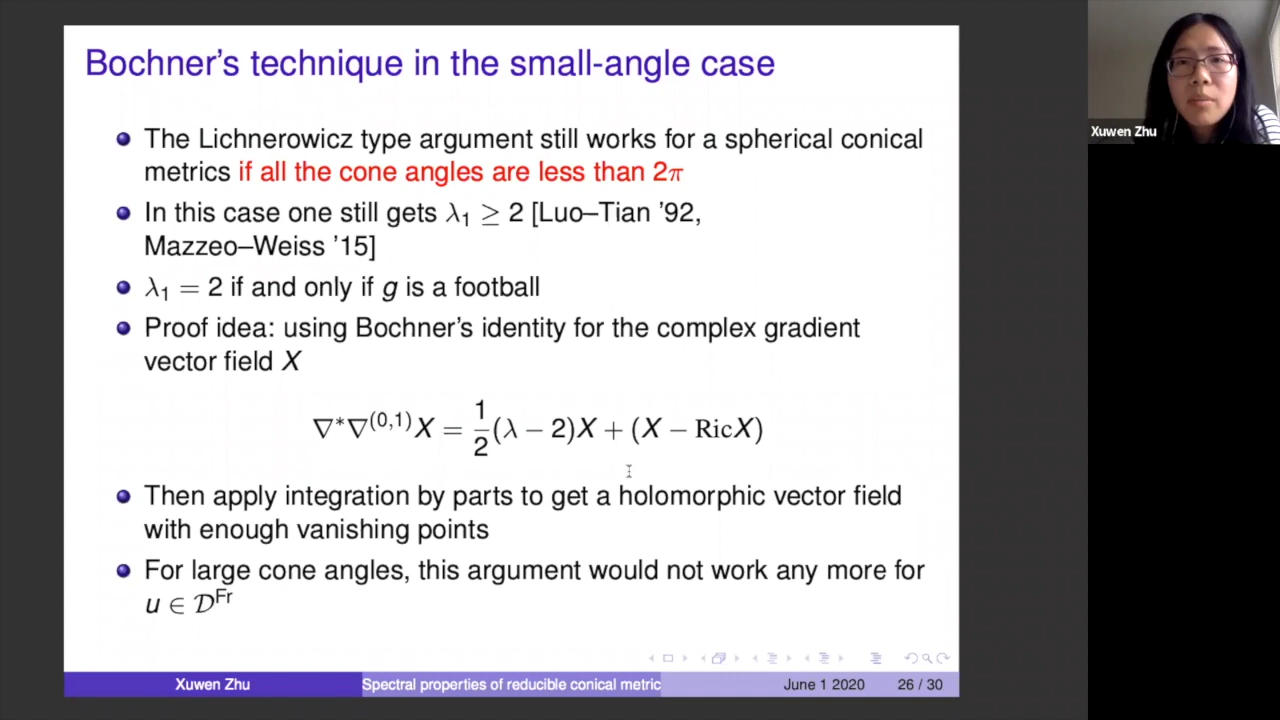 Bochner's technique in the small-angle case
The Lichnerowicz type argument still works for a spherical conical
metrics if all the cone angles are less than 2π
In this case one still gets λ₁ ≥ 2 [Luo–Tian '92,
Mazzeo–Weiss '15]
λ₁ = 2 if and only if g is a football
Proof idea: using Bochner's identity for the complex gradient
vector field X
∇*∇^(0,1) X = 1/2 (λ − 2)X + (X − RicX)
Then apply integration by parts to get a holomorphic vector field
with enough vanishing points
For large cone angles, this argument would not work any more for
u ∈ 𝒟^Fr
Xuwen Zhu Spectral properties of reducible conical metric June 1 2020 26 / 30
Xuwen Zhu